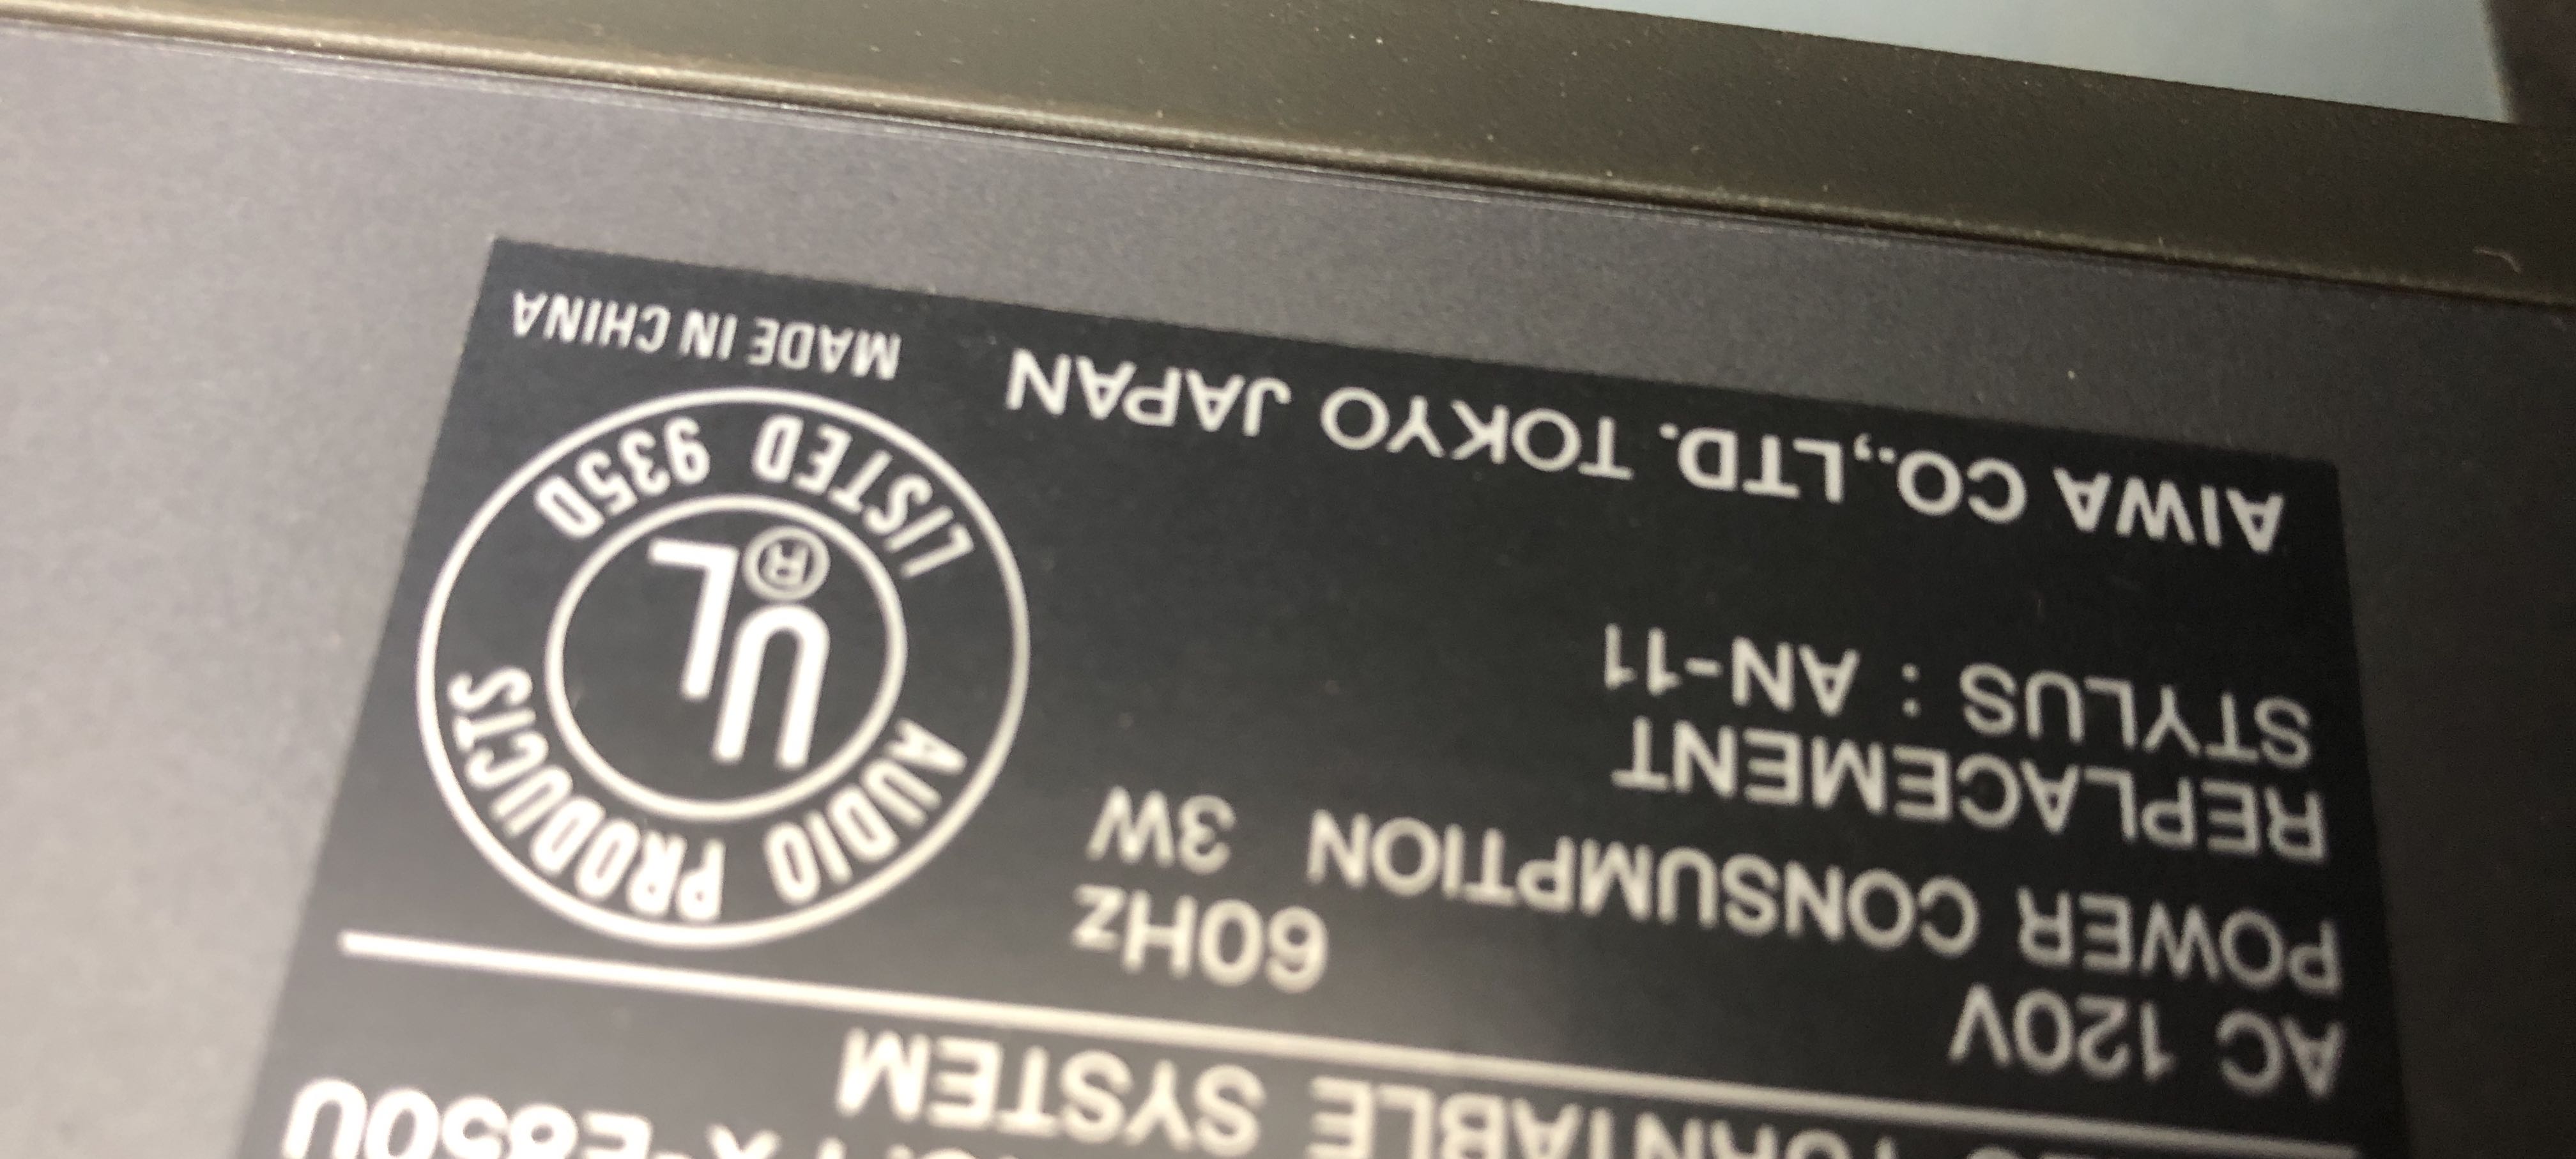 TURNTABLE SYSTEM
AC 120V 60Hz
POWER CONSUMPTION 3W
REPLACEMENT
STYLUS : AN-11
AIWA CO.,LTD. TOKYO JAPAN
AUDIO PRODUCTS
UL®
LISTED 935D
MADE IN CHINA